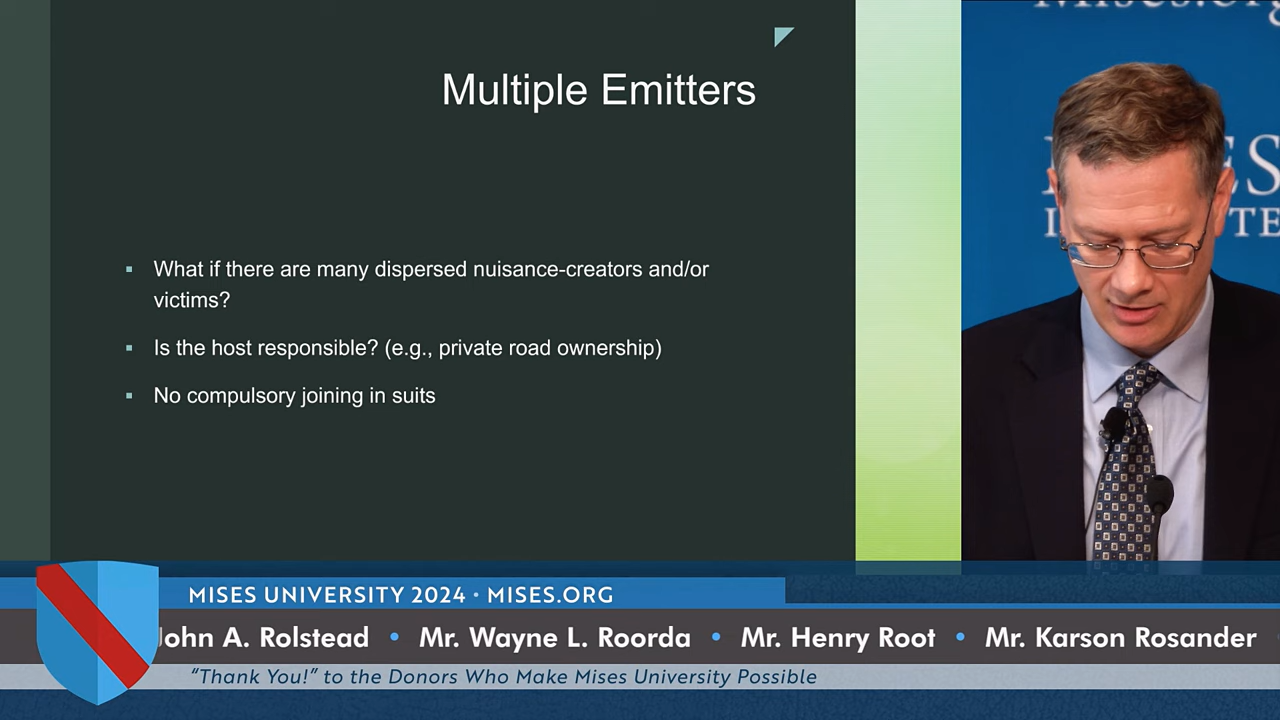 Multiple Emitters
▪ What if there are many dispersed nuisance-creators and/or
victims?
▪ Is the host responsible? (e.g., private road ownership)
▪ No compulsory joining in suits
MISES UNIVERSITY 2024 • MISES.ORG
John A. Rolstead • Mr. Wayne L. Roorda • Mr. Henry Root • Mr. Karson Rosander
“Thank You!” to the Donors Who Make Mises University Possible